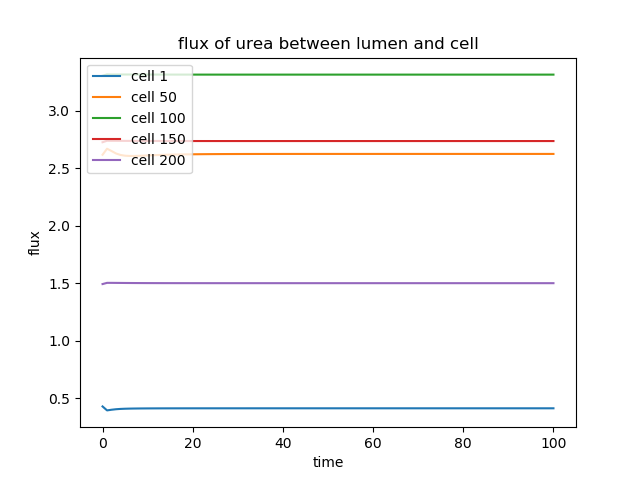 flux of urea between lumen and cell
cell 1
cell 50
cell 100
cell 150
cell 200
flux
3.0
2.5
2.0
1.5
1.0
0.5
0
20
40
60
80
100
time